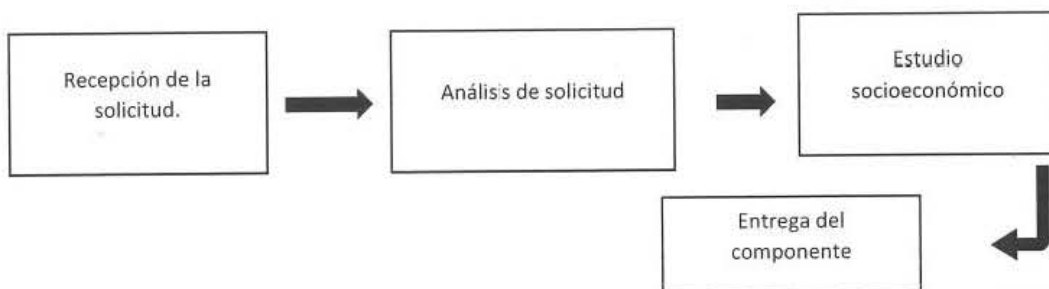 Recepción de la
solicitud.
Análisis de solicitud
Estudio
socioeconómico
Entrega del
componente